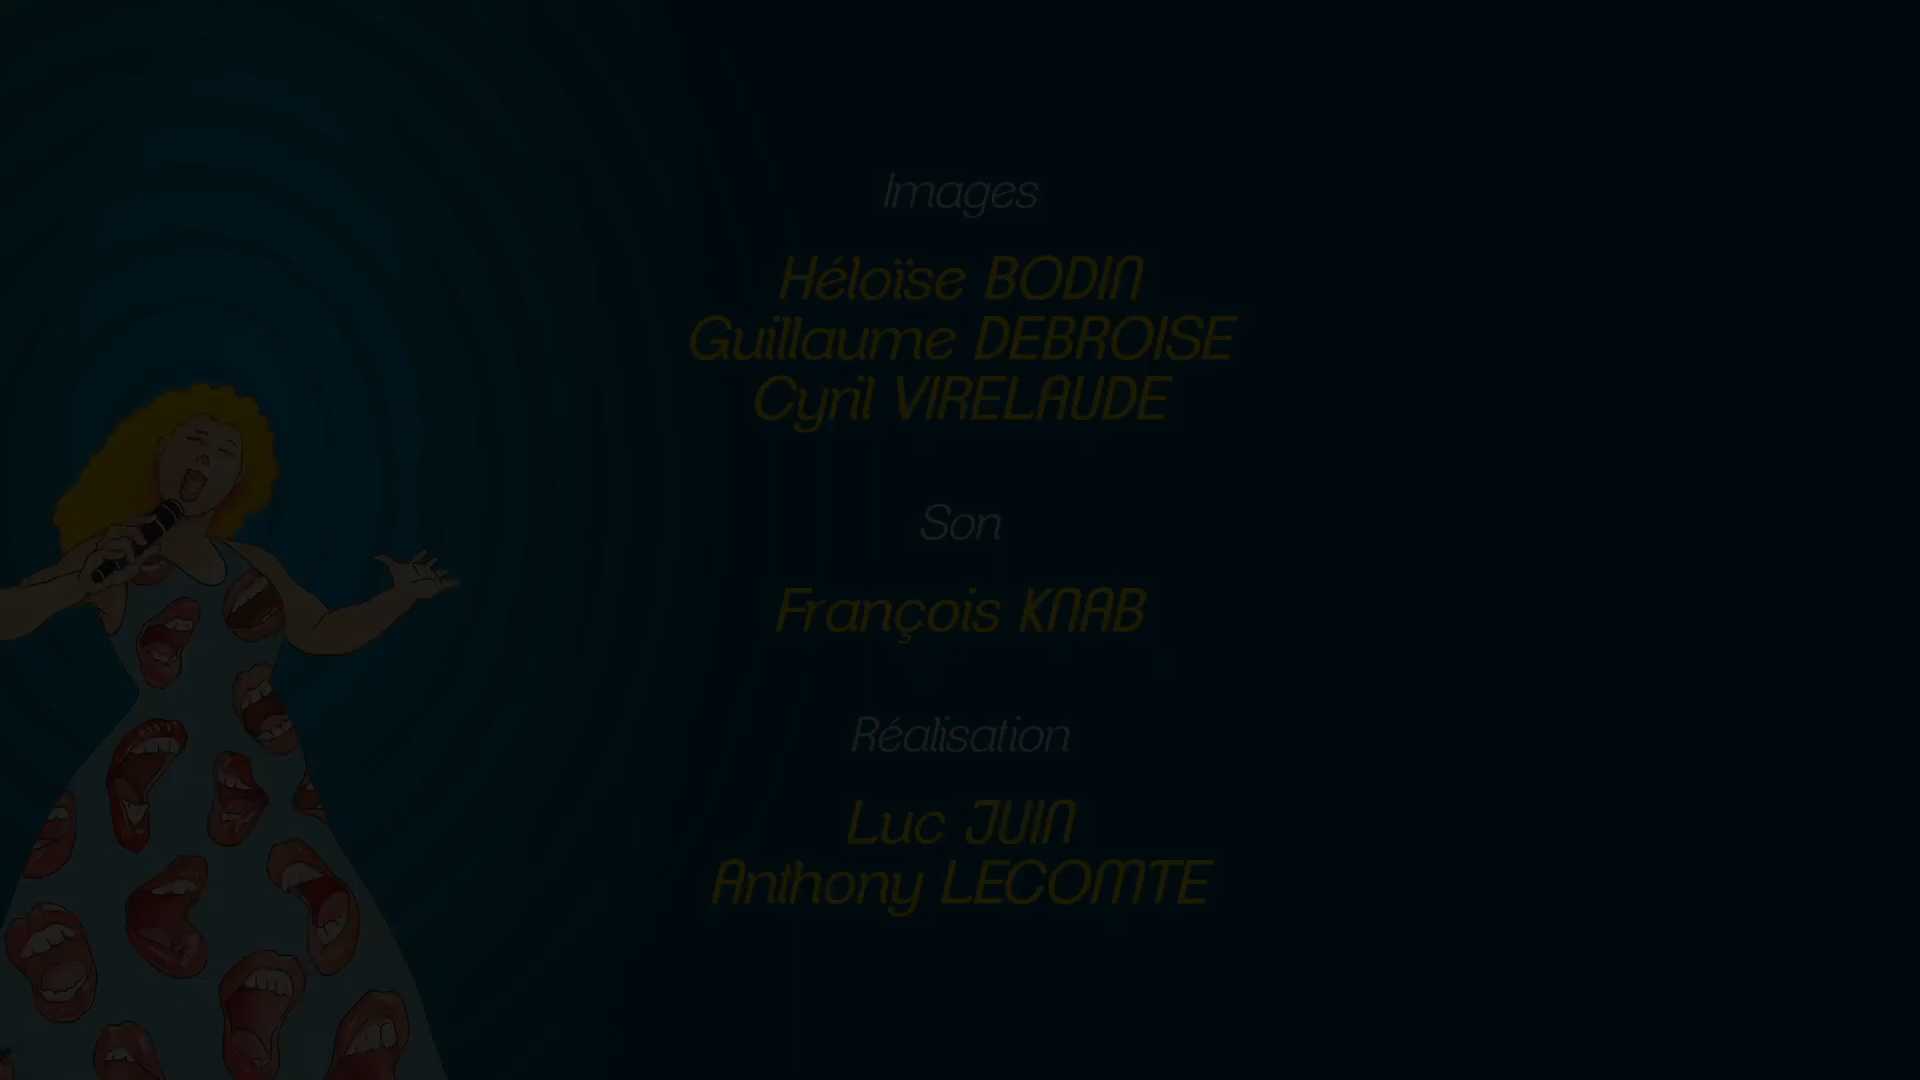 Images
Héloïse BODIN
Guillaume DEBROISE
Cyril VIRELAUDE
Son
François KNAB
Réalisation
Luc JUIN
Anthony LECOMTE